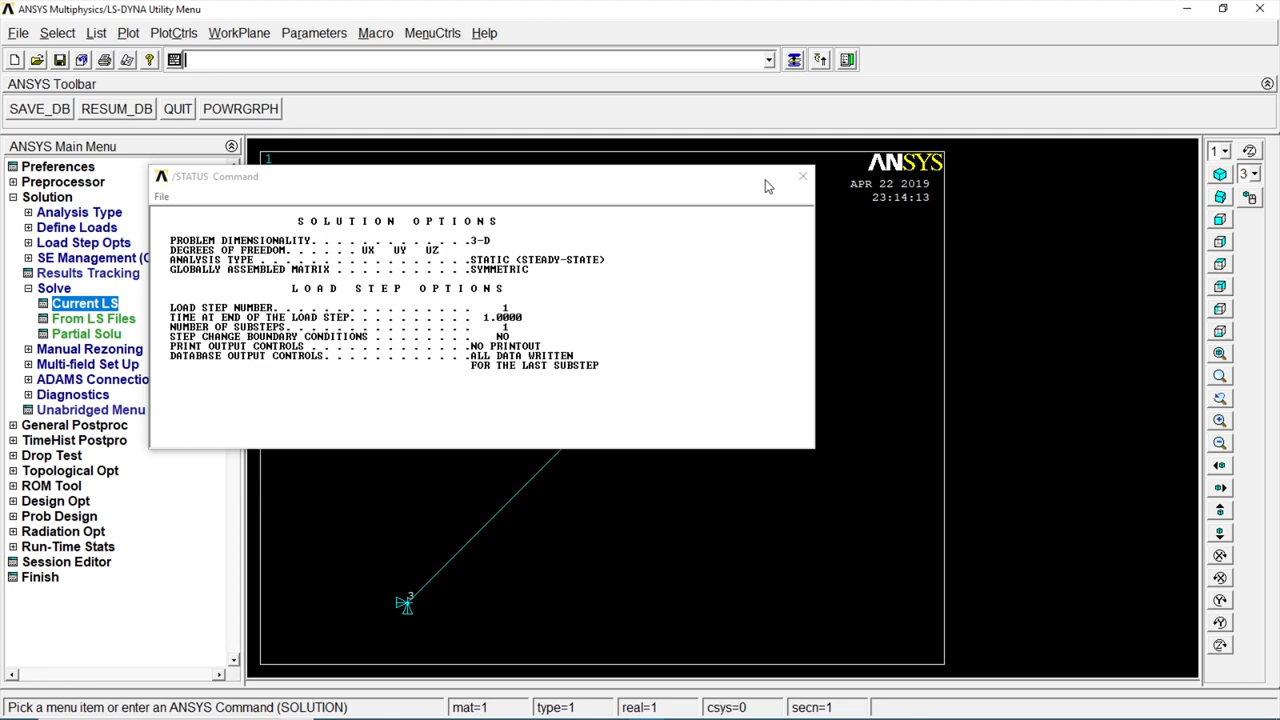 ANSYS Multiphysics/LS-DYNA Utility Menu
File Select List Plot PlotCtrls WorkPlane Parameters Macro MenuCtrls Help
ANSYS Toolbar
SAVE_DB RESUM_DB QUIT POWRGRPH
ANSYS Main Menu
Preferences
Preprocessor
Solution
Analysis Type
Define Loads
Load Step Opts
SE Management (C
Results Tracking
Solve
Current LS
From LS Files
Partial Solu
Manual Rezoning
Multi-field Set Up
ADAMS Connectio
Diagnostics
Unabridged Menu
General Postproc
TimeHist Postpro
Drop Test
Topological Opt
ROM Tool
Design Opt
Prob Design
Radiation Opt
Run-Time Stats
Session Editor
Finish
/STATUS Command
File
S O L U T I O N   O P T I O N S
PROBLEM DIMENSIONALITY. . . . . . . . . . . . .3-D
DEGREES OF FREEDOM. . . . . . UX   UY   UZ
ANALYSIS TYPE . . . . . . . . . . . . . . . . .STATIC (STEADY-STATE)
GLOBALLY ASSEMBLED MATRIX . . . . . . . . . . .SYMMETRIC
L O A D   S T E P   O P T I O N S
LOAD STEP NUMBER. . . . . . . . . . . . . . . . 1
TIME AT END OF THE LOAD STEP. . . . . . . . . . 1.0000
NUMBER OF SUBSTEPS. . . . . . . . . . . . . . . 1
STEP CHANGE BOUNDARY CONDITIONS . . . . . . . . NO
PRINT OUTPUT CONTROLS . . . . . . . . . . . . .NO PRINTOUT
DATABASE OUTPUT CONTROLS. . . . . . . . . . . .ALL DATA WRITTEN
FOR THE LAST SUBSTEP
1
ANSYS
APR 22 2019
23:14:13
3
1
3
Pick a menu item or enter an ANSYS Command (SOLUTION) mat=1 type=1 real=1 csys=0 secn=1